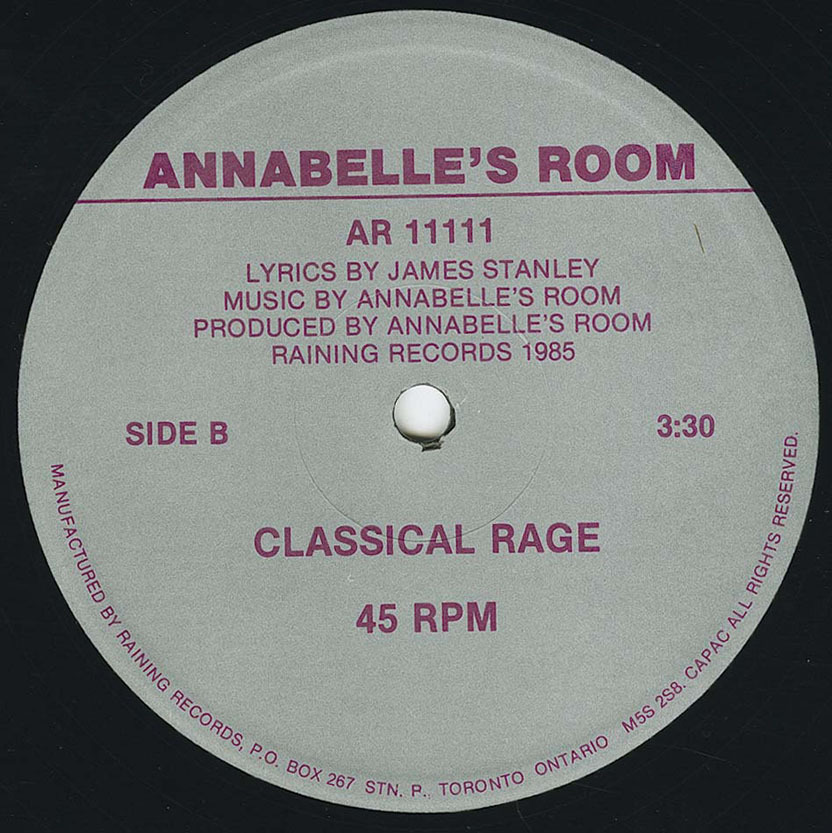 ANNABELLE'S ROOM
AR 11111
LYRICS BY JAMES STANLEY
MUSIC BY ANNABELLE'S ROOM
PRODUCED BY ANNABELLE'S ROOM
RAINING RECORDS 1985
SIDE B
3:30
CLASSICAL RAGE
45 RPM
MANUFACTURED BY RAINING RECORDS, P.O. BOX 267 STN. P., TORONTO ONTARIO M5S 2S8. CAPAC ALL RIGHTS RESERVED.